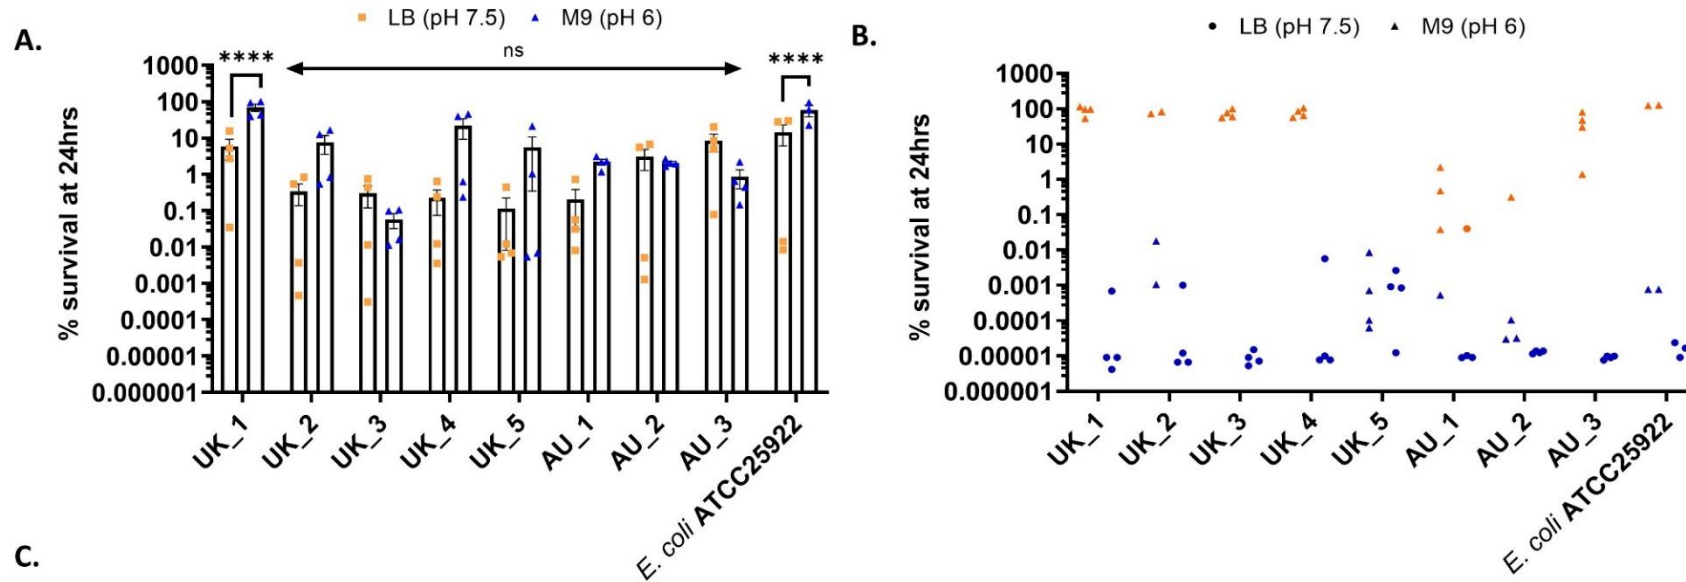 A.
LB (pH 7.5) M9 (pH 6)
**** ns ****
% survival at 24hrs
1000
100
10
1
0.1
0.01
0.001
0.0001
0.00001
0.000001
UK_1 UK_2 UK_3 UK_4 UK_5 AU_1 AU_2 AU_3 E. coli ATCC25922
B.
LB (pH 7.5) M9 (pH 6)
% survival at 24hrs
1000
100
10
1
0.1
0.01
0.001
0.0001
0.00001
0.000001
UK_1 UK_2 UK_3 UK_4 UK_5 AU_1 AU_2 AU_3 E. coli ATCC25922
C.